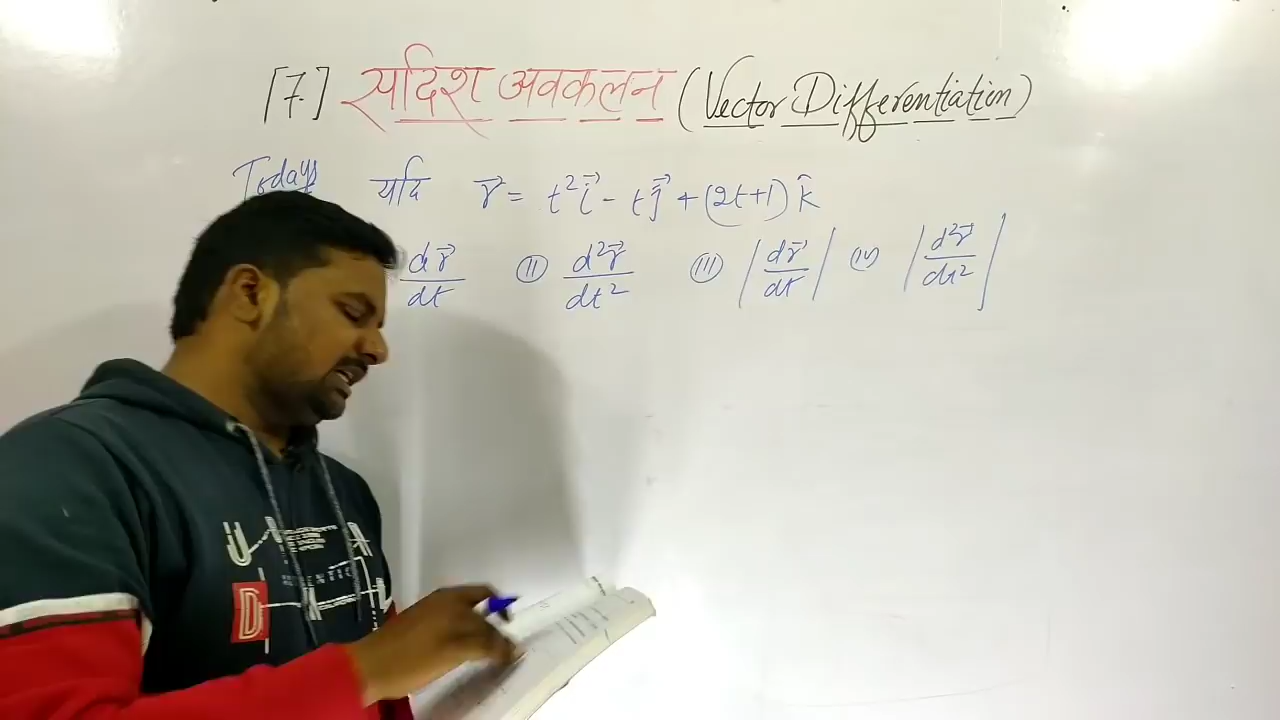 [7.] सदिश अवकलन (Vector Differentiation)
Todays यदि r⃗ = t²i⃗ - tj⃗ + (2t+1)k̂
dr⃗/dt (II) d²r⃗/dt² (III) |dr⃗/dt| (IV) |d²r⃗/dt²|
D